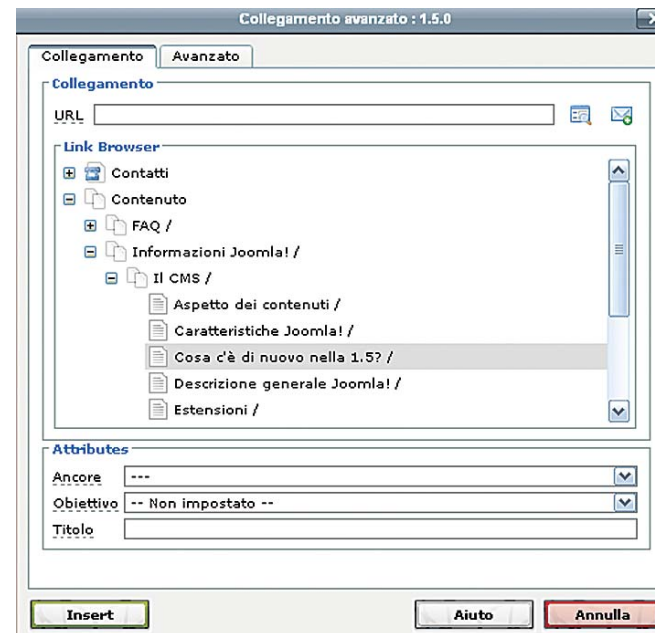 Collegamento avanzato : 1.5.0
Collegamento Avanzato
Collegamento
URL
Link Browser
Contatti
Contenuto
FAQ /
Informazioni Joomla! /
Il CMS /
Aspetto dei contenuti /
Caratteristiche Joomla! /
Cosa c'è di nuovo nella 1.5? /
Descrizione generale Joomla! /
Estensioni /
Attributes
Ancore ---
Obiettivo -- Non impostato --
Titolo
Insert Aiuto Annulla